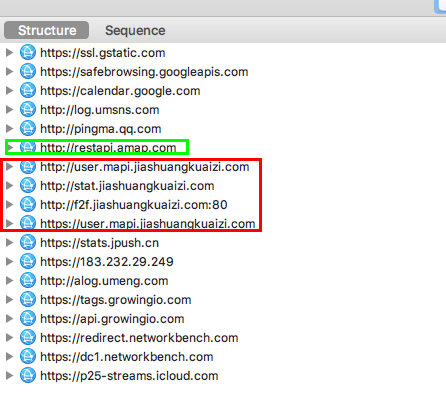 Structure Sequence
https://ssl.gstatic.com
https://safebrowsing.googleapis.com
https://calendar.google.com
http://log.umsns.com
http://pingma.qq.com
http://restapi.amap.com
http://user.mapi.jiashuangkuaizi.com
http://stat.jiashuangkuaizi.com
http://f2f.jiashuangkuaizi.com:80
https://user.mapi.jiashuangkuaizi.com
https://stats.jpush.cn
https://183.232.29.249
http://alog.umeng.com
https://tags.growingio.com
https://api.growingio.com
https://redirect.networkbench.com
https://dc1.networkbench.com
https://p25-streams.icloud.com